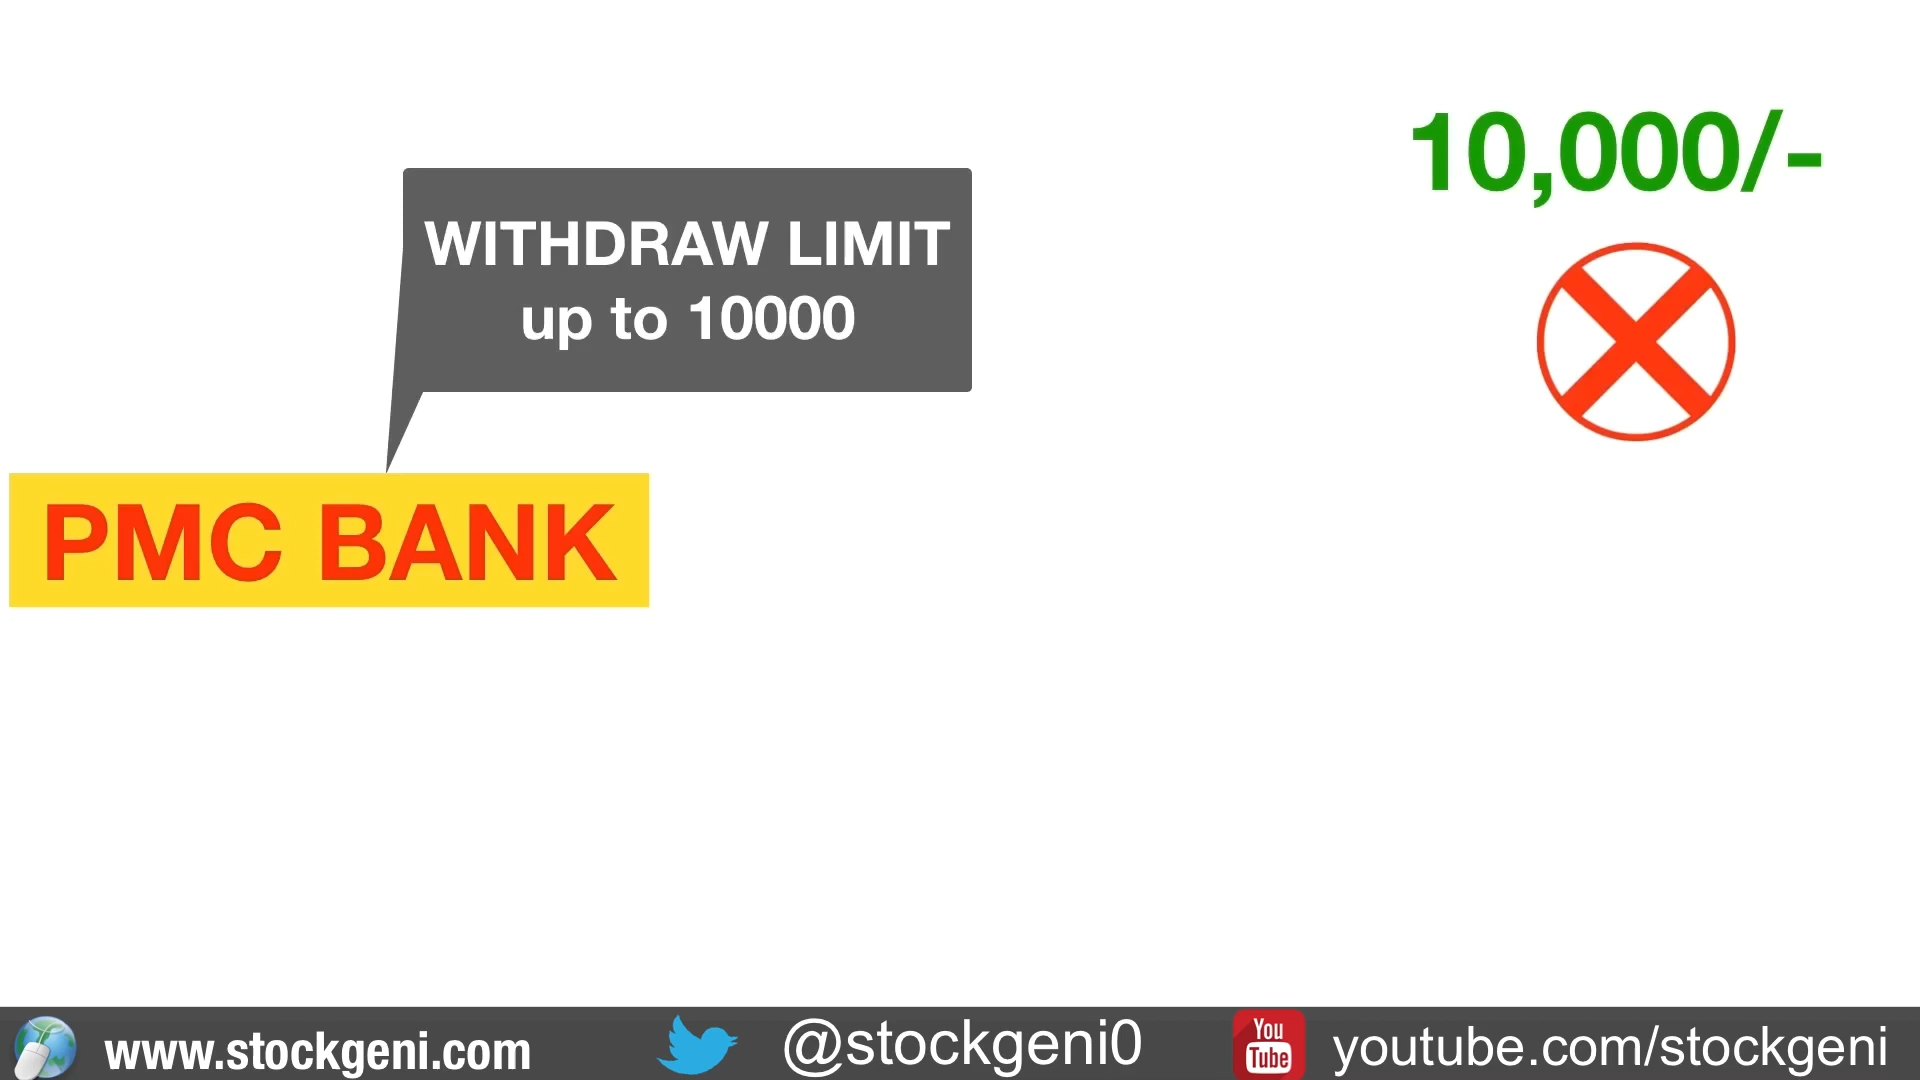 10,000/-
WITHDRAW LIMIT
up to 10000
PMC BANK
www.stockgeni.com
@stockgeni0
You
Tube
youtube.com/stockgeni